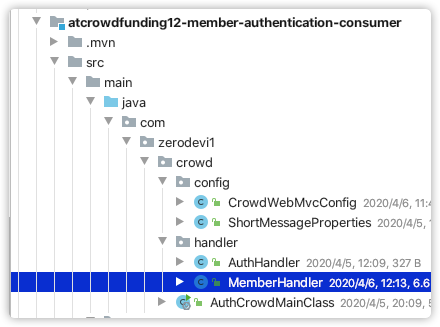 atcrowdfunding12-member-authentication-consumer
.mvn
src
main
java
com
zerodevi1
crowd
config
CrowdWebMvcConfig 2020/4/6, 11:4
ShortMessageProperties 2020/4/5, 1
handler
AuthHandler 2020/4/5, 12:09, 327 B
MemberHandler 2020/4/6, 12:13, 6.6
AuthCrowdMainClass 2020/4/5, 20:09, 5